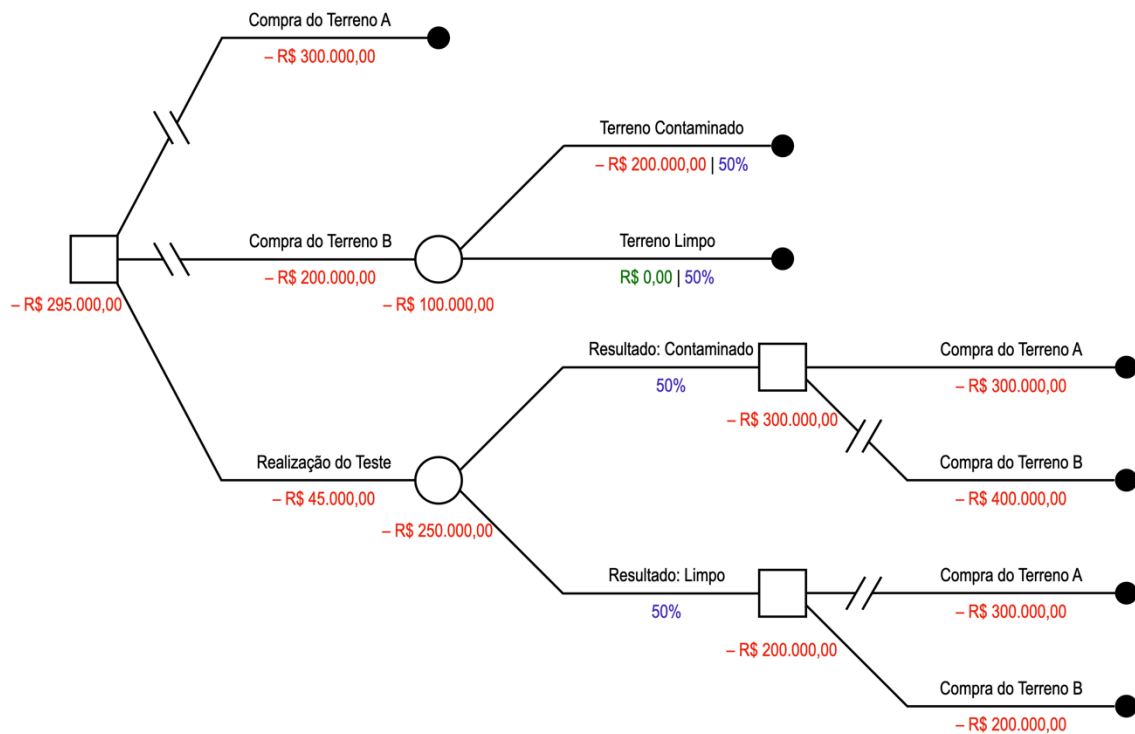 Compra do Terreno A
– R$ 300.000,00
Terreno Contaminado
– R$ 200.000,00 | 50%
Compra do Terreno B
– R$ 200.000,00
Terreno Limpo
R$ 0,00 | 50%
– R$ 295.000,00
– R$ 100.000,00
Resultado: Contaminado
50%
Compra do Terreno A
– R$ 300.000,00
– R$ 300.000,00
Realização do Teste
– R$ 45.000,00
Compra do Terreno B
– R$ 400.000,00
– R$ 250.000,00
Resultado: Limpo
50%
Compra do Terreno A
– R$ 300.000,00
– R$ 200.000,00
Compra do Terreno B
– R$ 200.000,00